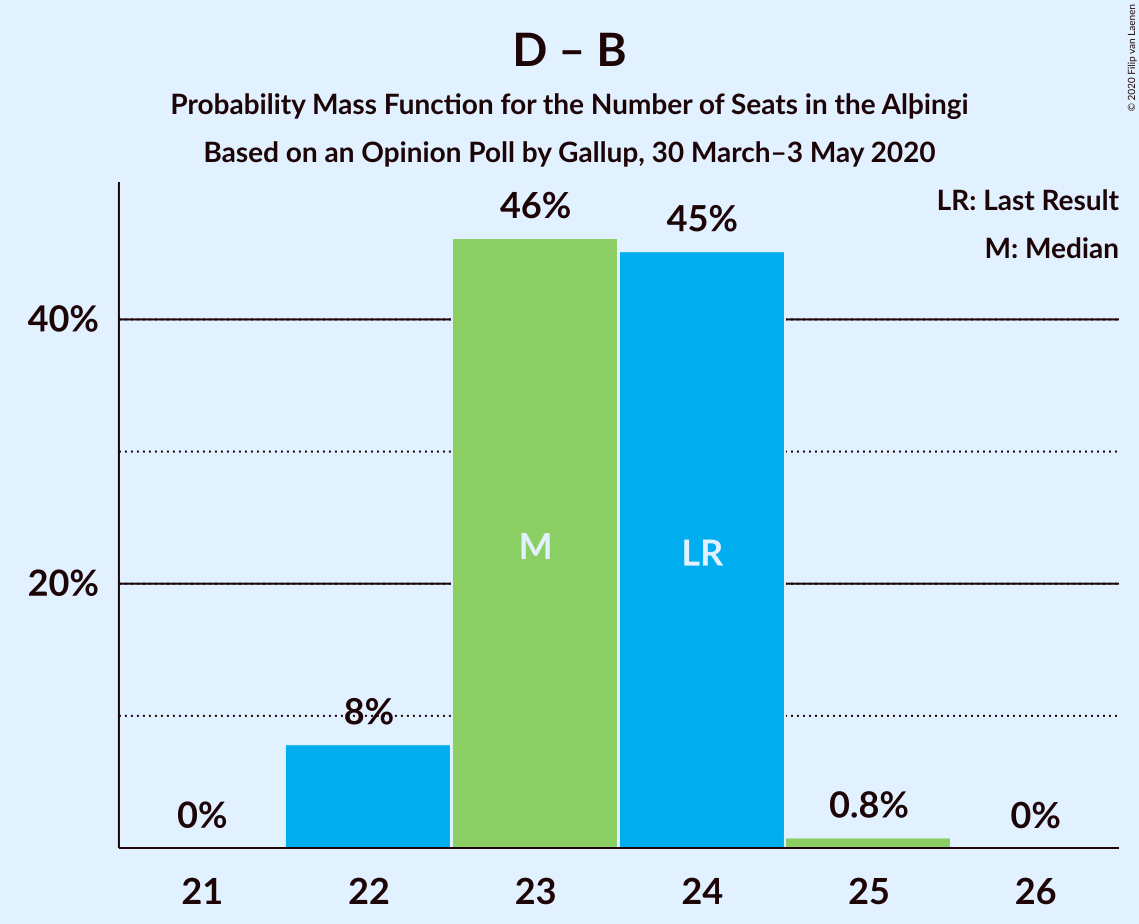 D – B
Probability Mass Function for the Number of Seats in the Alþingi
Based on an Opinion Poll by Gallup, 30 March–3 May 2020
© 2020 Filip van Laenen
LR: Last Result
M: Median
46%
45%
40%
M
LR
20%
8%
0%
0.8%
0%
21
22
23
24
25
26